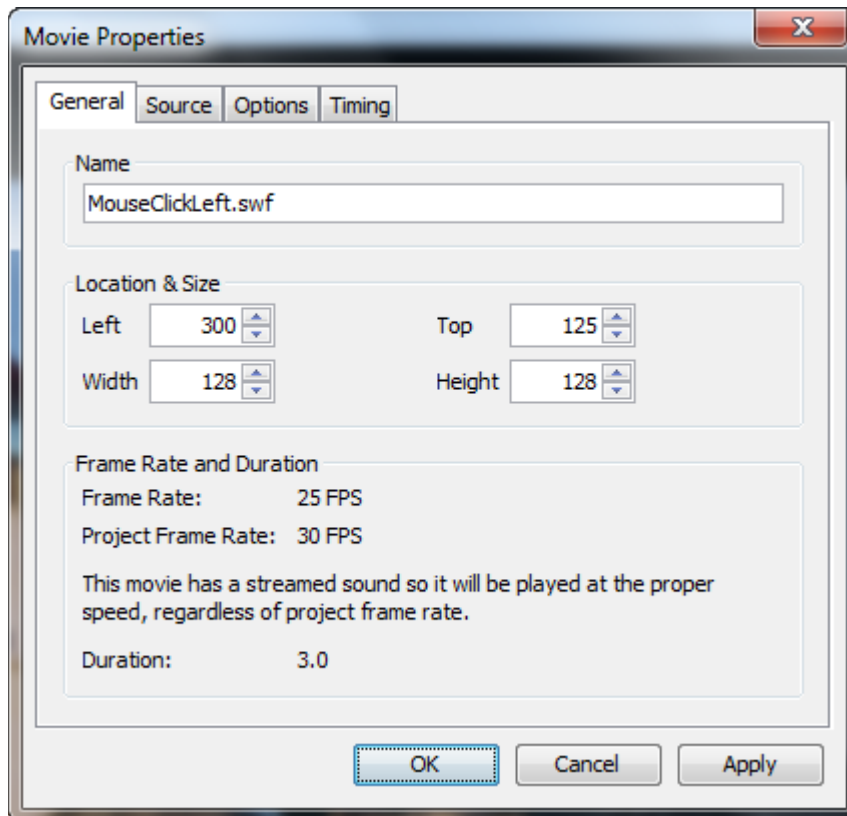 Movie Properties
General Source Options Timing
Name
MouseClickLeft.swf
Location & Size
Left 300 Top 125
Width 128 Height 128
Frame Rate and Duration
Frame Rate: 25 FPS
Project Frame Rate: 30 FPS
This movie has a streamed sound so it will be played at the proper
speed, regardless of project frame rate.
Duration: 3.0
OK Cancel Apply